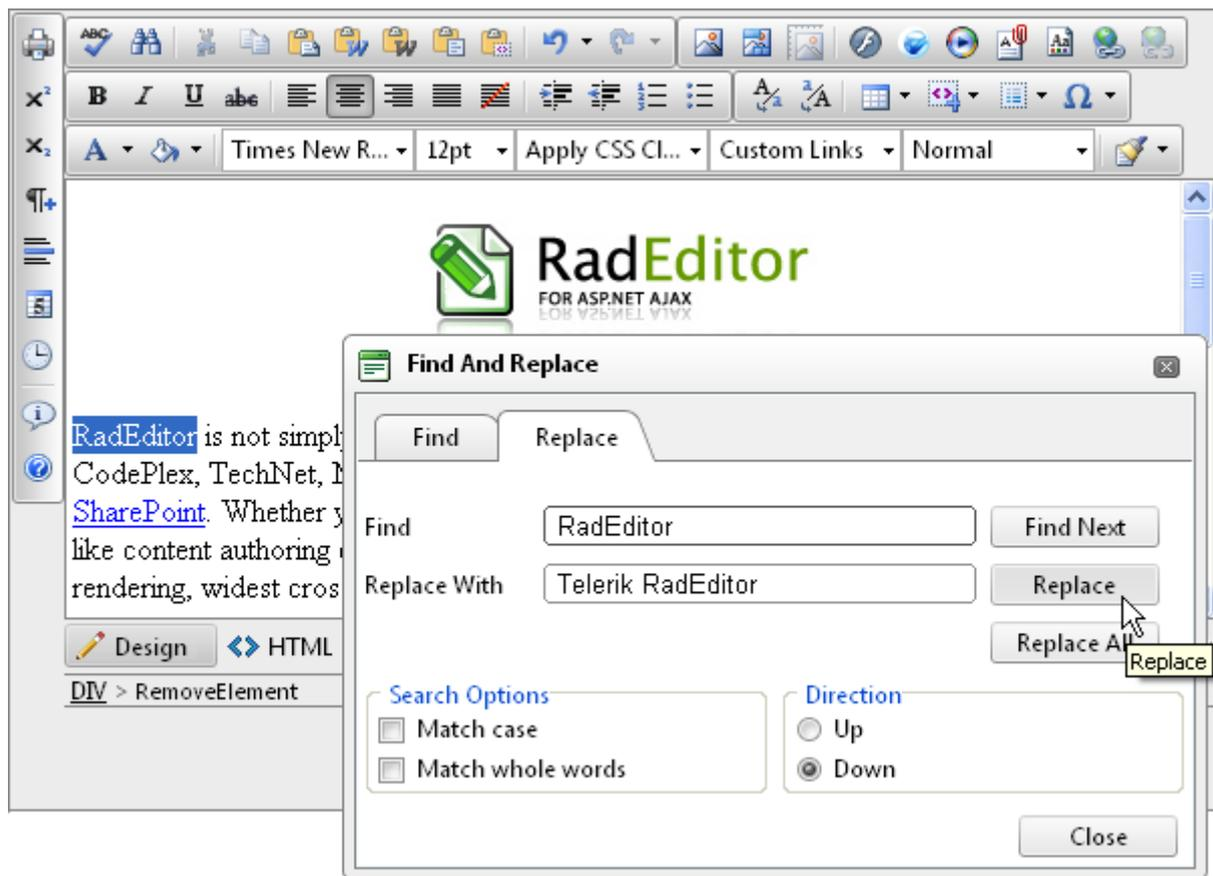 ABC
B I U abc
A Times New R... 12pt Apply CSS Cl... Custom Links Normal
RadEditor
FOR ASP.NET AJAX
RadEditor is not simpl
CodePlex, TechNet,
SharePoint. Whether y
like content authoring
rendering, widest cros
Design HTML
DIV > RemoveElement
Find And Replace
Find Replace
Find RadEditor Find Next
Replace With Telerik RadEditor Replace
Replace All
Replace
Search Options
Match case
Match whole words
Direction
Up
Down
Close